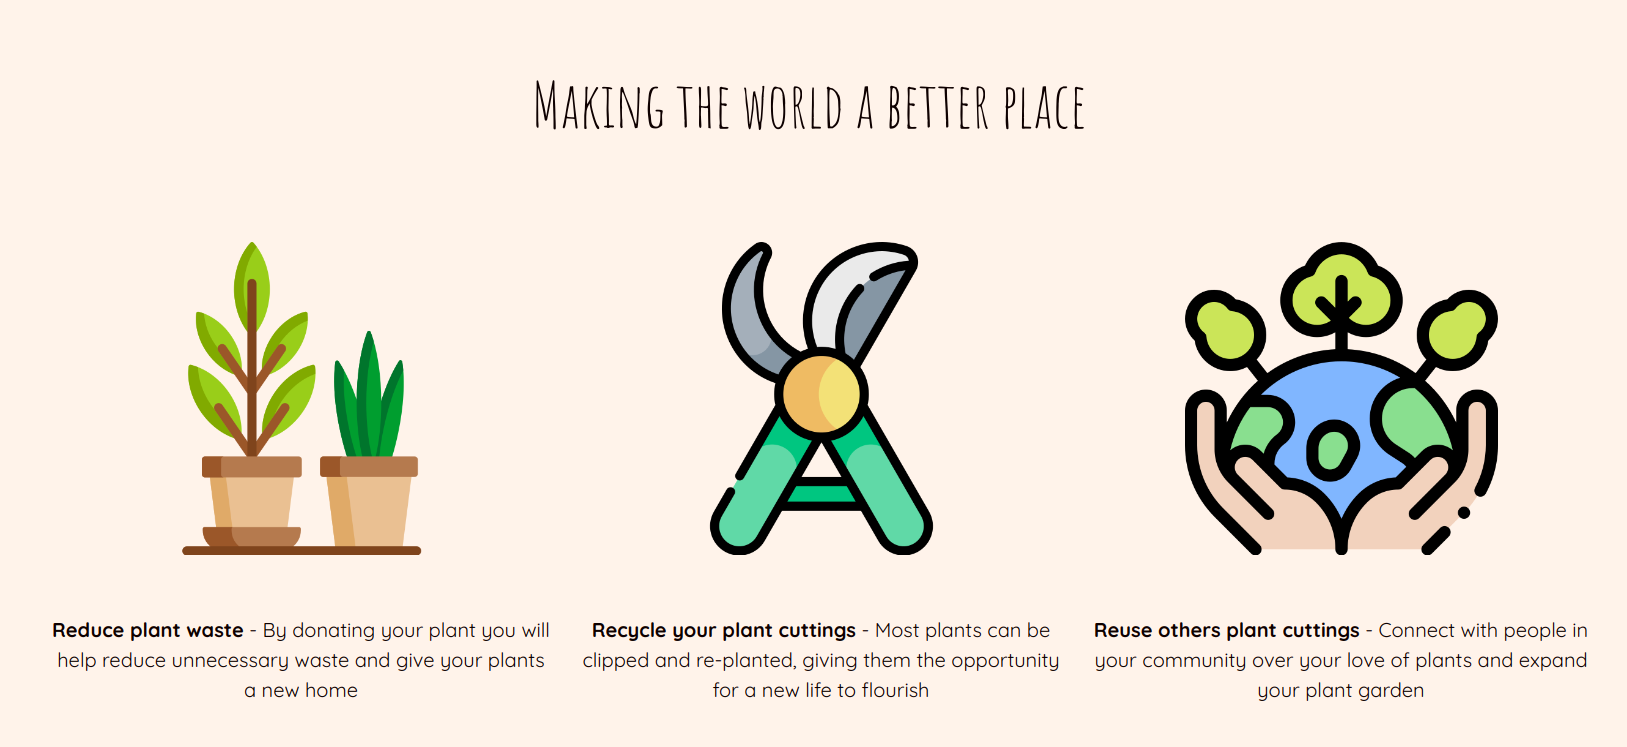 Making the world a better place
Reduce plant waste - By donating your plant you will
help reduce unnecessary waste and give your plants
a new home
Recycle your plant cuttings - Most plants can be
clipped and re-planted, giving them the opportunity
for a new life to flourish
Reuse others plant cuttings - Connect with people in
your community over your love of plants and expand
your plant garden